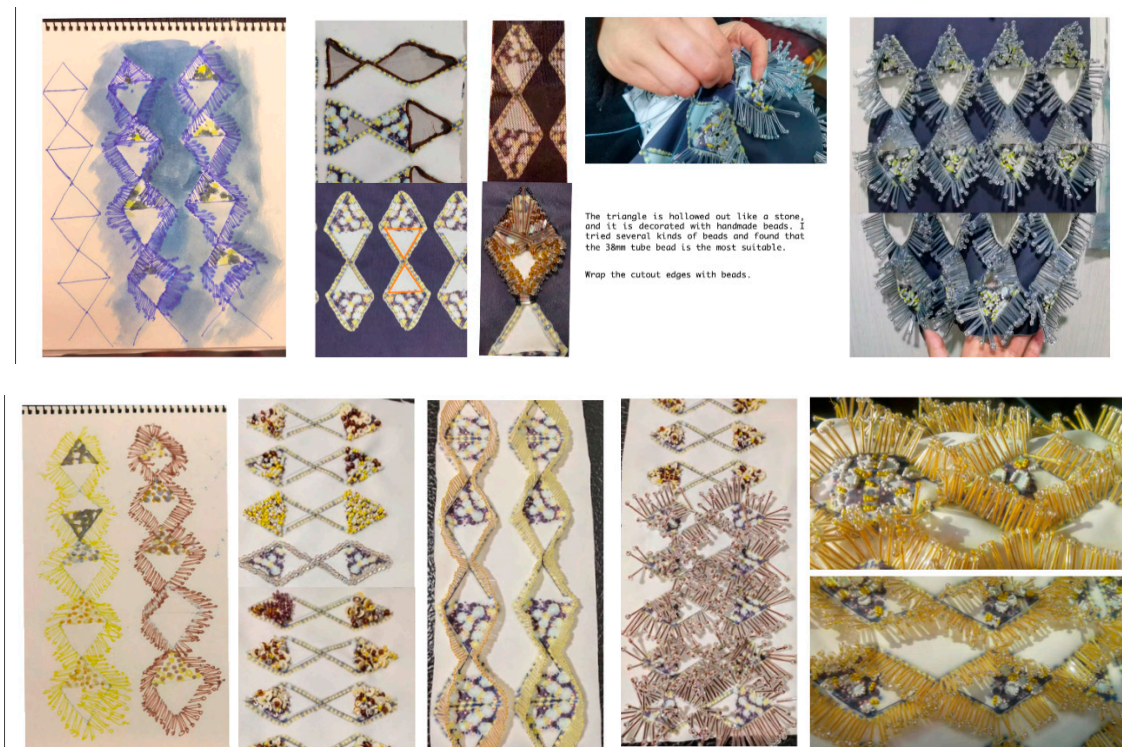 The triangle is hollowed out like a stone,
and it is decorated with handmade beads. I
tried several kinds of beads and found that
the 38mm tube bead is the most suitable.
Wrap the cutout edges with beads.